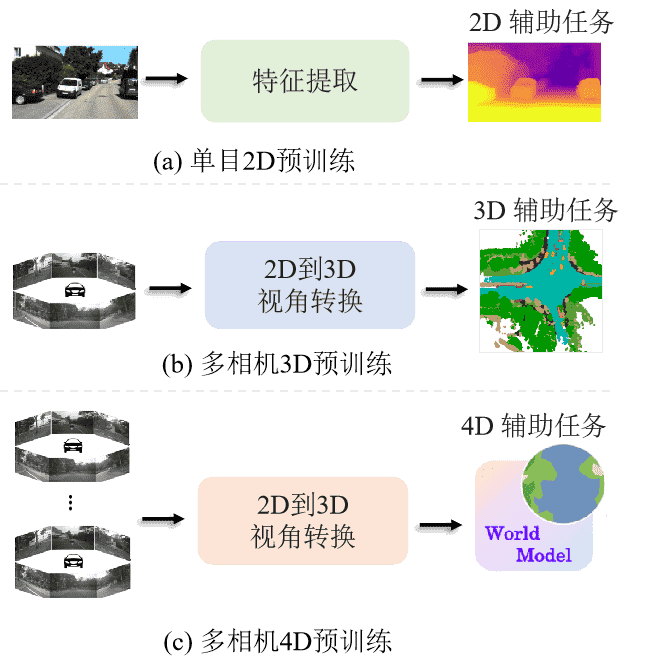 2D 辅助任务
特征提取
(a) 单目2D预训练
3D 辅助任务
2D到3D
视角转换
(b) 多相机3D预训练
4D 辅助任务
2D到3D
视角转换
World
Model
(c) 多相机4D预训练